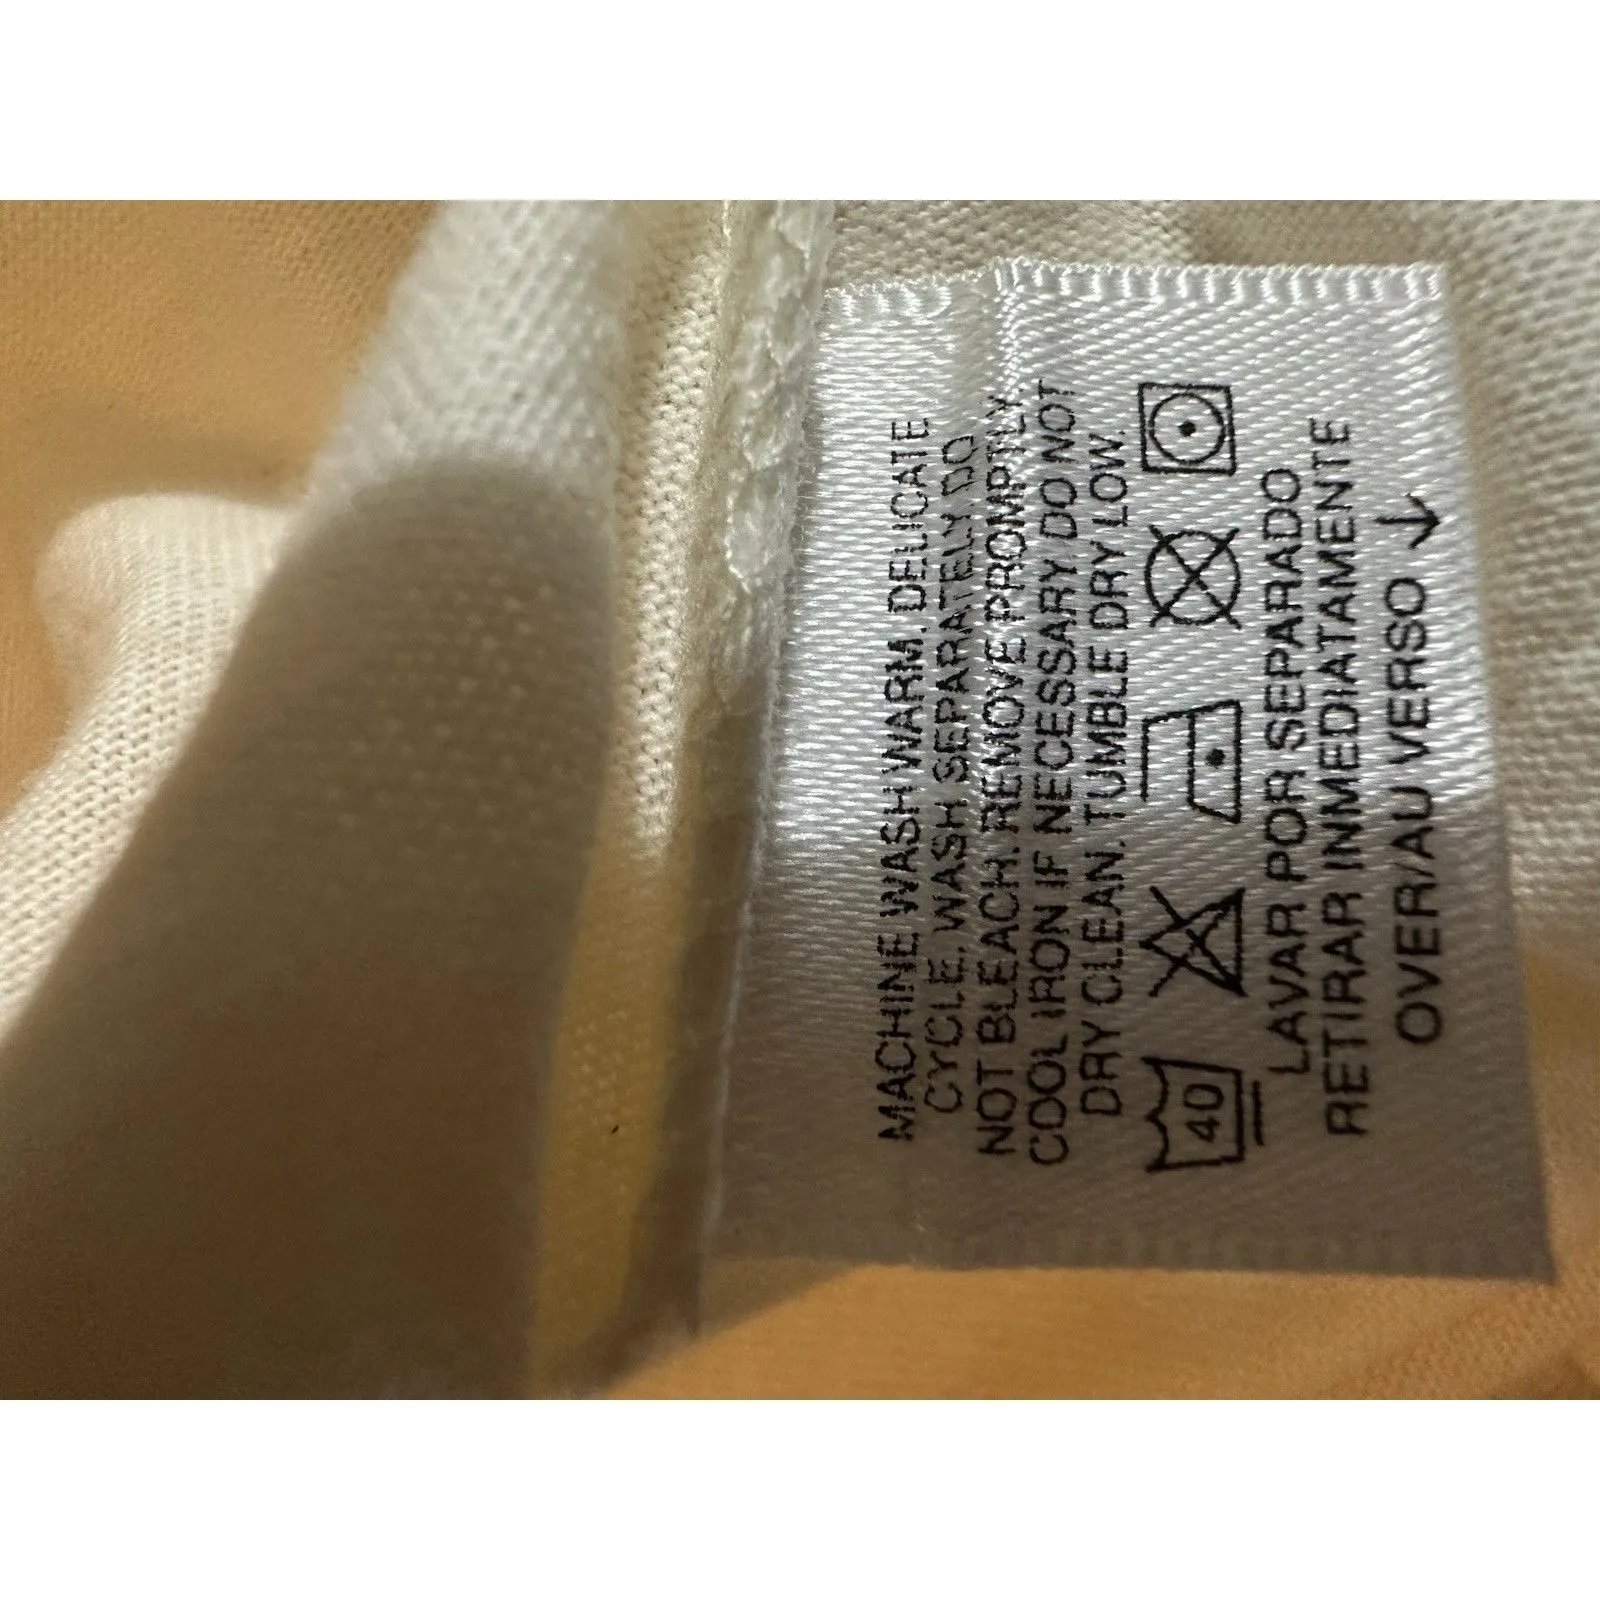 MACHINE WASH WARM. DELICATE
CYCLE. WASH SEPARATELY. DO
NOT BLEACH. REMOVE PROMPTLY.
COOL IRON IF NECESSARY. DO NOT
DRY CLEAN. TUMBLE DRY LOW.
40
LAVAR POR SEPARADO
RETIRAR INMEDIATAMENTE
OVER/AU VERSO →